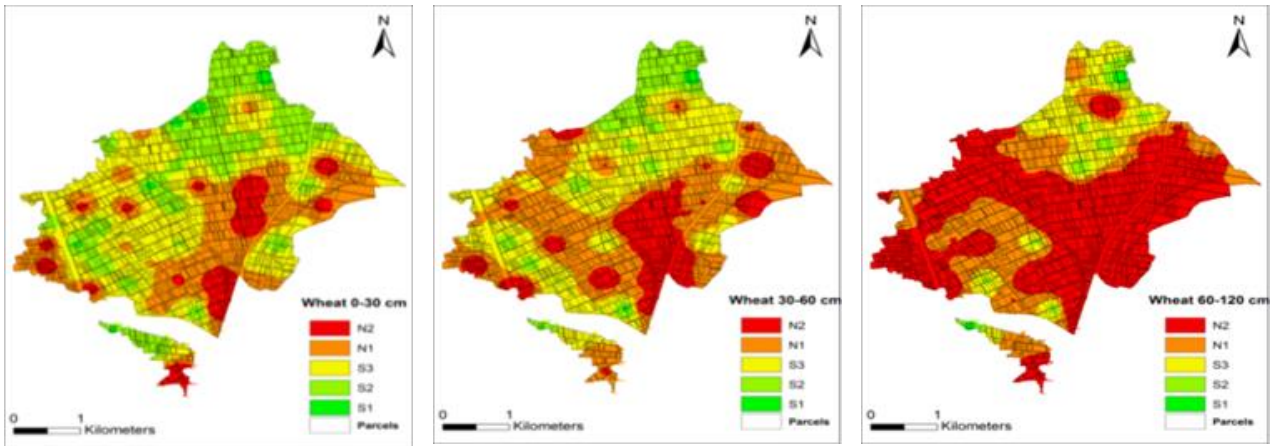 N
Wheat 0-30 cm
N2
N1
S3
S2
S1
Parcels
0 1
Kilometers
N
Wheat 30-60 cm
N2
N1
S3
S2
S1
Parcels
0 1
Kilometers
N
Wheat 60-120 cm
N2
N1
S3
S2
S1
Parcels
0 1
Kilometers